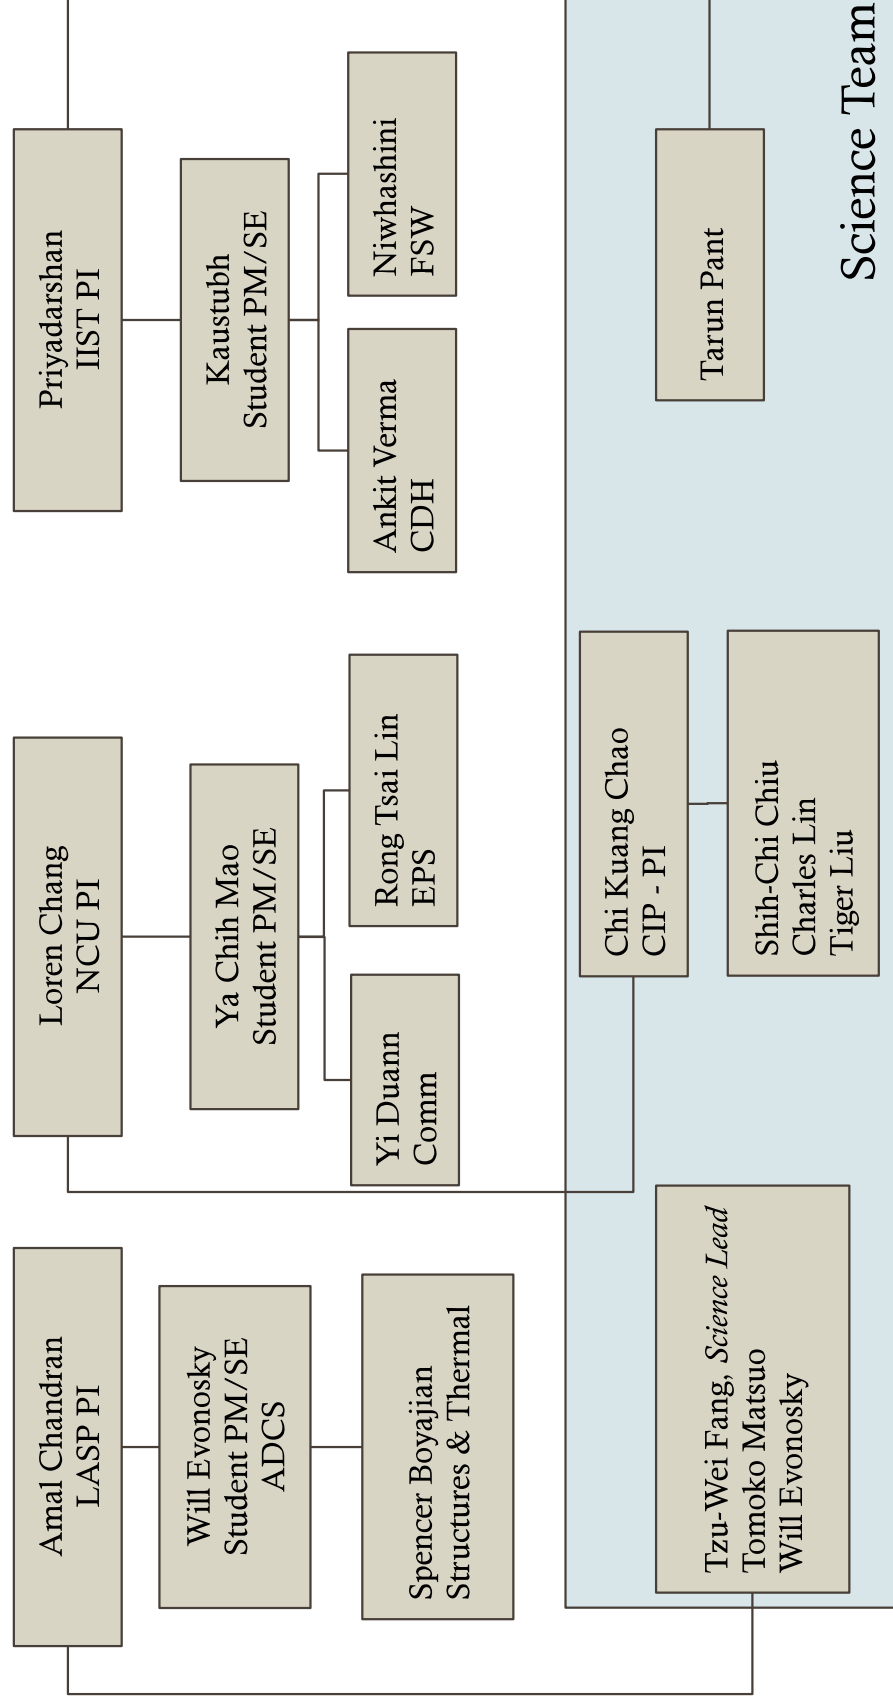 Amal Chandran
LASP PI
Will Evonosky
Student PM/SE
ADCS
Spencer Boyajian
Structures & Thermal
Loren Chang
NCU PI
Ya Chih Mao
Student PM/SE
Yi Duann
Comm
Rong Tsai Lin
EPS
Priyadarshan
IIST PI
Kaustubh
Student PM/SE
Ankit Verma
CDH
Niwhashini
FSW
Tzu-Wei Fang, Science Lead
Tomoko Matsuo
Will Evonosky
Chi Kuang Chao
CIP - PI
Shih-Chi Chiu
Charles Lin
Tiger Liu
Tarun Pant
Science Team